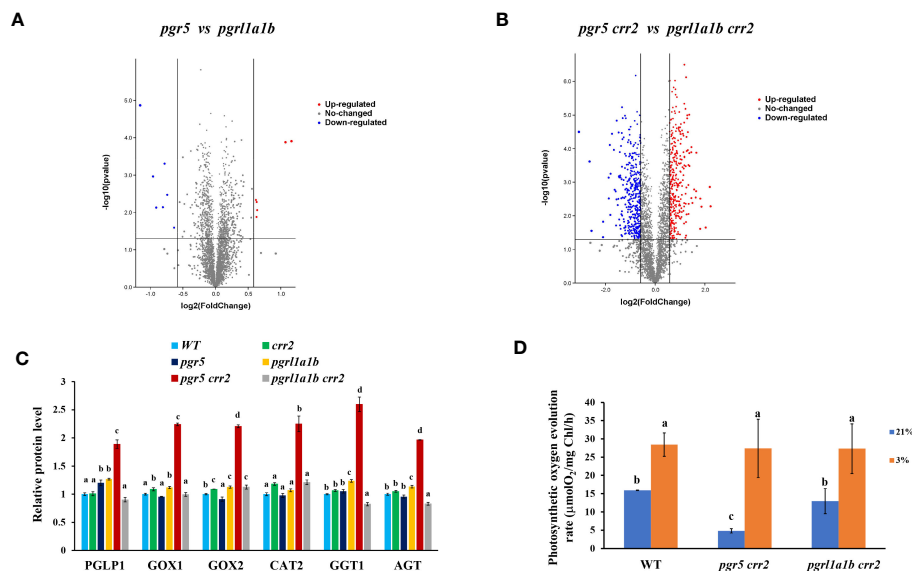 A
pgr5 vs pgrl1a1b
-log10(pvalue)
5.0
4.0
3.0
2.0
1.0
0.0
-1.0
-0.5
0.0
0.5
1.0
log2(FoldChange)
Up-regulated
No-changed
Down-regulated
B
pgr5 crr2 vs pgrl1a1b crr2
-log10(pvalue)
6.0
5.0
4.0
3.0
2.0
1.0
0.0
-2.0
0.0
2.0
log2(FoldChange)
Up-regulated
No-changed
Down-regulated
C
WT
crr2
pgr5
pgrl1a1b
pgr5 crr2
pgrl1a1b crr2
Relative protein level
3
2.5
2
1.5
1
0.5
0
a a b b c a
a b a b c a
b c a c d c
a b a a b b
b b b c d a
b b b c d a
PGLP1 GOX1 GOX2 CAT2 GGT1 AGT
D
Photosynthetic oxygen evolution
rate (μmolO2/mg Chl/h)
45
40
35
30
25
20
15
10
5
0
b a c a b a
WT pgr5 crr2 pgrl1a1b crr2
21%
3%